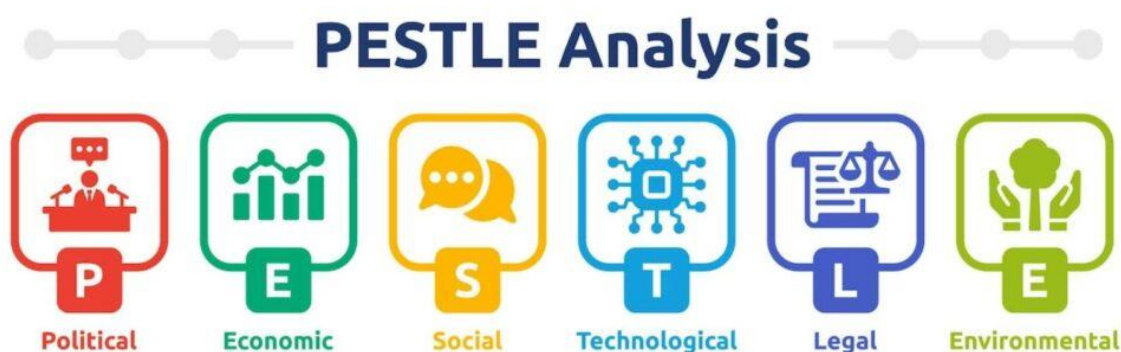 PESTLE Analysis
P E S T L E
Political Economic Social Technological Legal Environmental